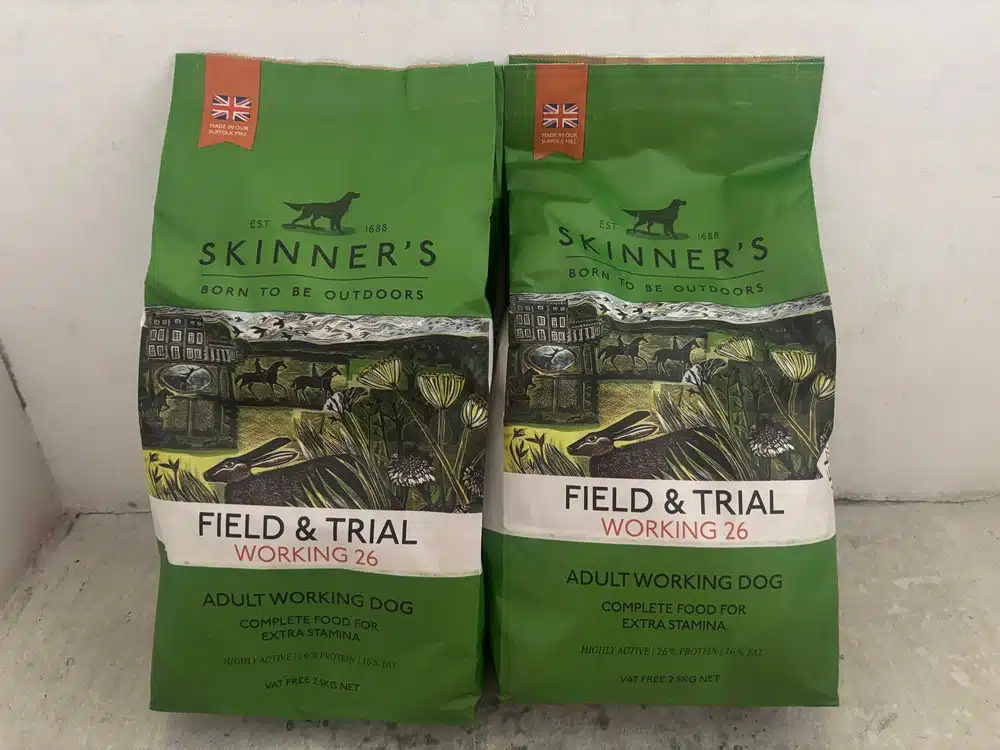 MADE IN OUR
SUFFOLK MILL
EST. 1688
SKINNER'S
BORN TO BE OUTDOORS
FIELD & TRIAL
WORKING 26
ADULT WORKING DOG
COMPLETE FOOD FOR
EXTRA STAMINA
HIGHLY ACTIVE | 26% PROTEIN | 16% FAT
VAT FREE 2.5KG NET
MADE IN OUR
SUFFOLK MILL
EST 1688
SKINNER'S
BORN TO BE OUTDOORS
FIELD & TRIAL
WORKING 26
ADULT WORKING DOG
COMPLETE FOOD FOR
EXTRA STAMINA
HIGHLY ACTIVE | 26% PROTEIN | 16% FAT
VAT FREE 2.5KG NET